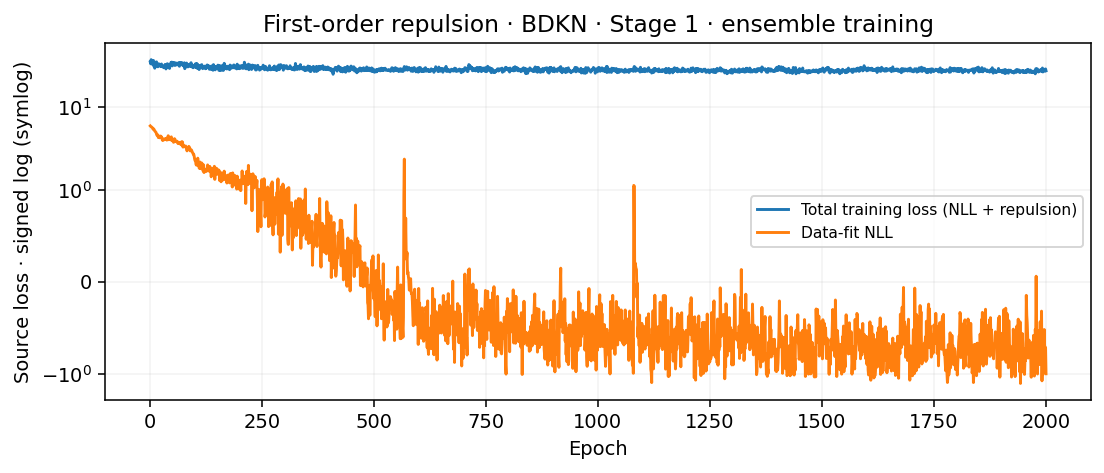 First-order repulsion · BDKN · Stage 1 · ensemble training
Source loss · signed log (symlog)
10¹
10⁰
0
−10⁰
Total training loss (NLL + repulsion)
Data-fit NLL
0 250 500 750 1000 1250 1500 1750 2000
Epoch